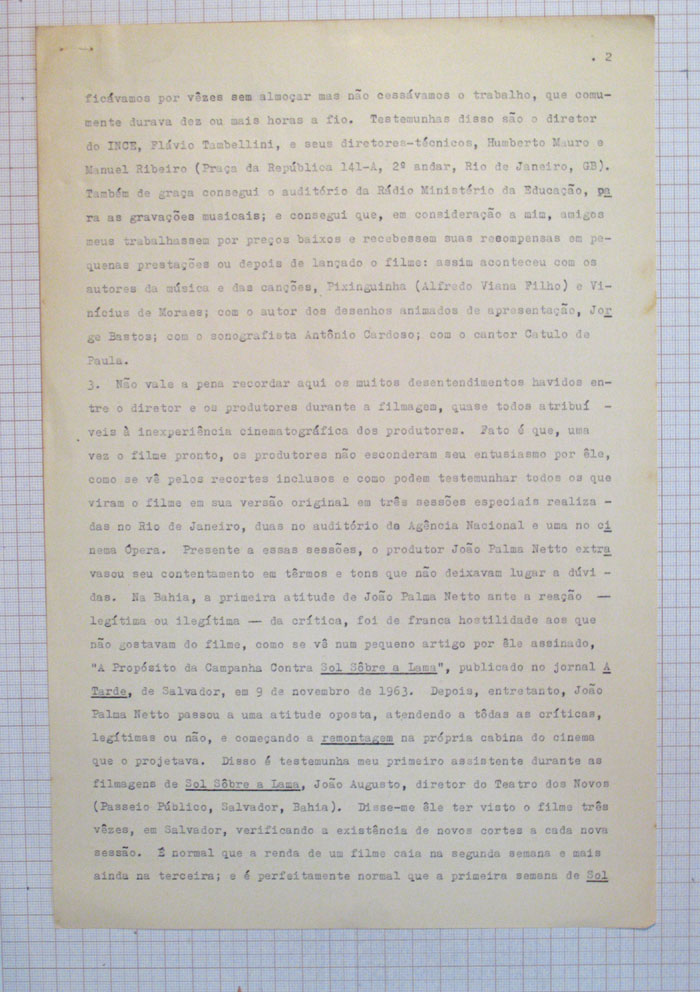 . 2
ficávamos por vêzes sem almoçar mas não cessávamos o trabalho, que comu-
mente durava dez ou mais horas a fio. Testemunhas disso são o diretor
do INCE, Flávio Tambellini, e seus diretores-técnicos, Humberto Mauro e
Manuel Ribeiro (Praça da República 141-A, 2º andar, Rio de Janeiro, GB).
Também de graça consegui o auditório da Rádio Ministério da Educação, pa
ra as gravações musicais; e consegui que, em consideração a mim, amigos
meus trabalhassem por preços baixos e recebessem suas recompensas em pe-
quenas prestações ou depois de lançado o filme: assim aconteceu com os
autores da música e das canções, Pixinguinha (Alfredo Viana Filho) e Vi-
nícius de Moraes; com o autor dos desenhos animados de apresentação, Jor
ge Bastos; com o sonografista Antônio Cardoso; com o cantor Catulo de
Paula.
3. Não vale a pena recordar aqui os muitos desentendimentos havidos en-
tre o diretor e os produtores durante a filmagem, quase todos atribuí -
veis à inexperiência cinematográfica dos produtores. Fato é que, uma
vez o filme pronto, os produtores não esconderam seu entusiasmo por êle,
como se vê pelos recortes inclusos e como podem testemunhar todos os que
viram o filme em sua versão original em três sessões especiais realiza -
das no Rio de Janeiro, duas no auditório da Agência Nacional e uma no ci
nema Ópera. Presente a essas sessões, o produtor João Palma Netto extra
vasou seu contentamento em têrmos e tons que não deixavam lugar a dúvi -
das. Na Bahia, a primeira atitude de João Palma Netto ante a reação —
legítima ou ilegítima — da crítica, foi de franca hostilidade aos que
não gostavam do filme, como se vê num pequeno artigo por êle assinado,
"A Propósito da Campanha Contra Sol Sôbre a Lama", publicado no jornal A
Tarde, de Salvador, em 9 de novembro de 1963. Depois, entretanto, João
Palma Netto passou a uma atitude oposta, atendendo a tôdas as críticas,
legítimas ou não, e começando a remontagem na própria cabina do cinema
que o projetava. Disso é testemunha meu primeiro assistente durante as
filmagens de Sol Sôbre a Lama, João Augusto, diretor do Teatro dos Novos
(Passeio Público, Salvador, Bahia). Disse-me êle ter visto o filme três
vêzes, em Salvador, verificando a existência de novos cortes a cada nova
sessão. É normal que a renda de um filme caia na segunda semana e mais
ainda na terceira; e é perfeitamente normal que a primeira semana de Sol